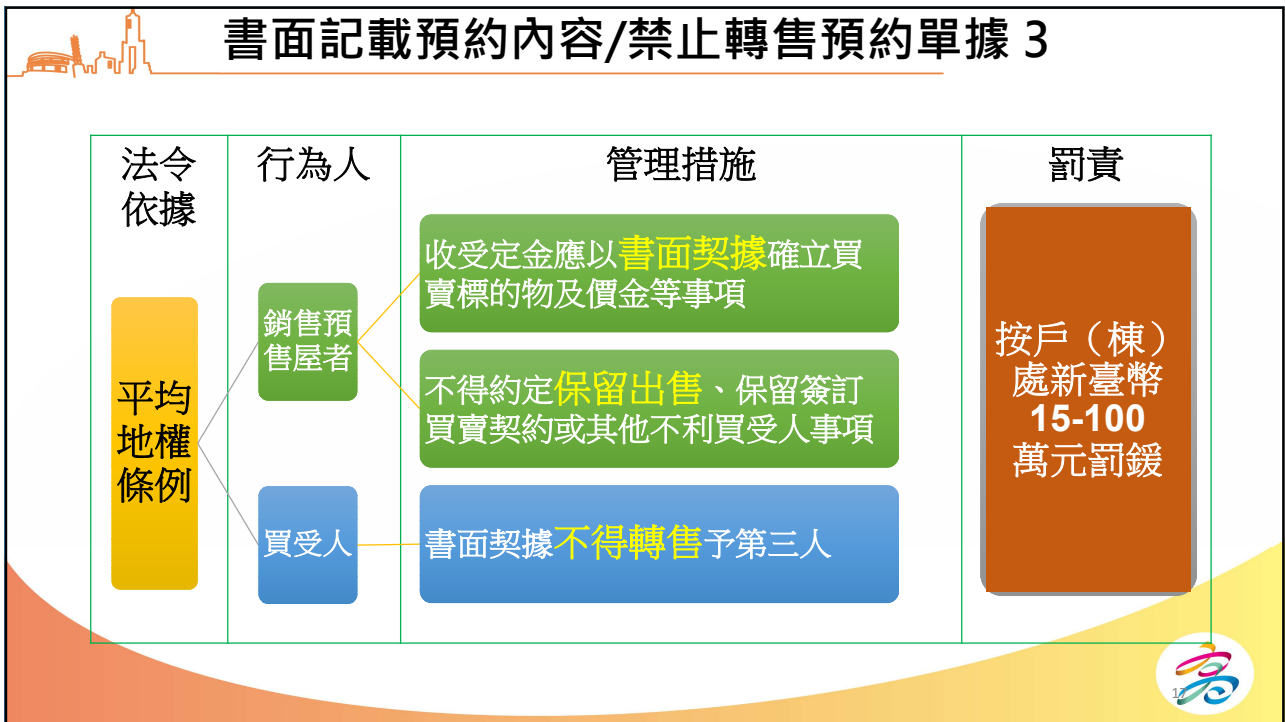 書面記載預約內容/禁止轉售預約單據 3
法令
依據
行為人
管理措施
罰責
平均
地權
條例
銷售預
售屋者
收受定金應以書面契據確立買
賣標的物及價金等事項
不得約定保留出售、保留簽訂
買賣契約或其他不利買受人事項
買受人
書面契據不得轉售予第三人
按戶（棟）
處新臺幣
15-100
萬元罰鍰
17